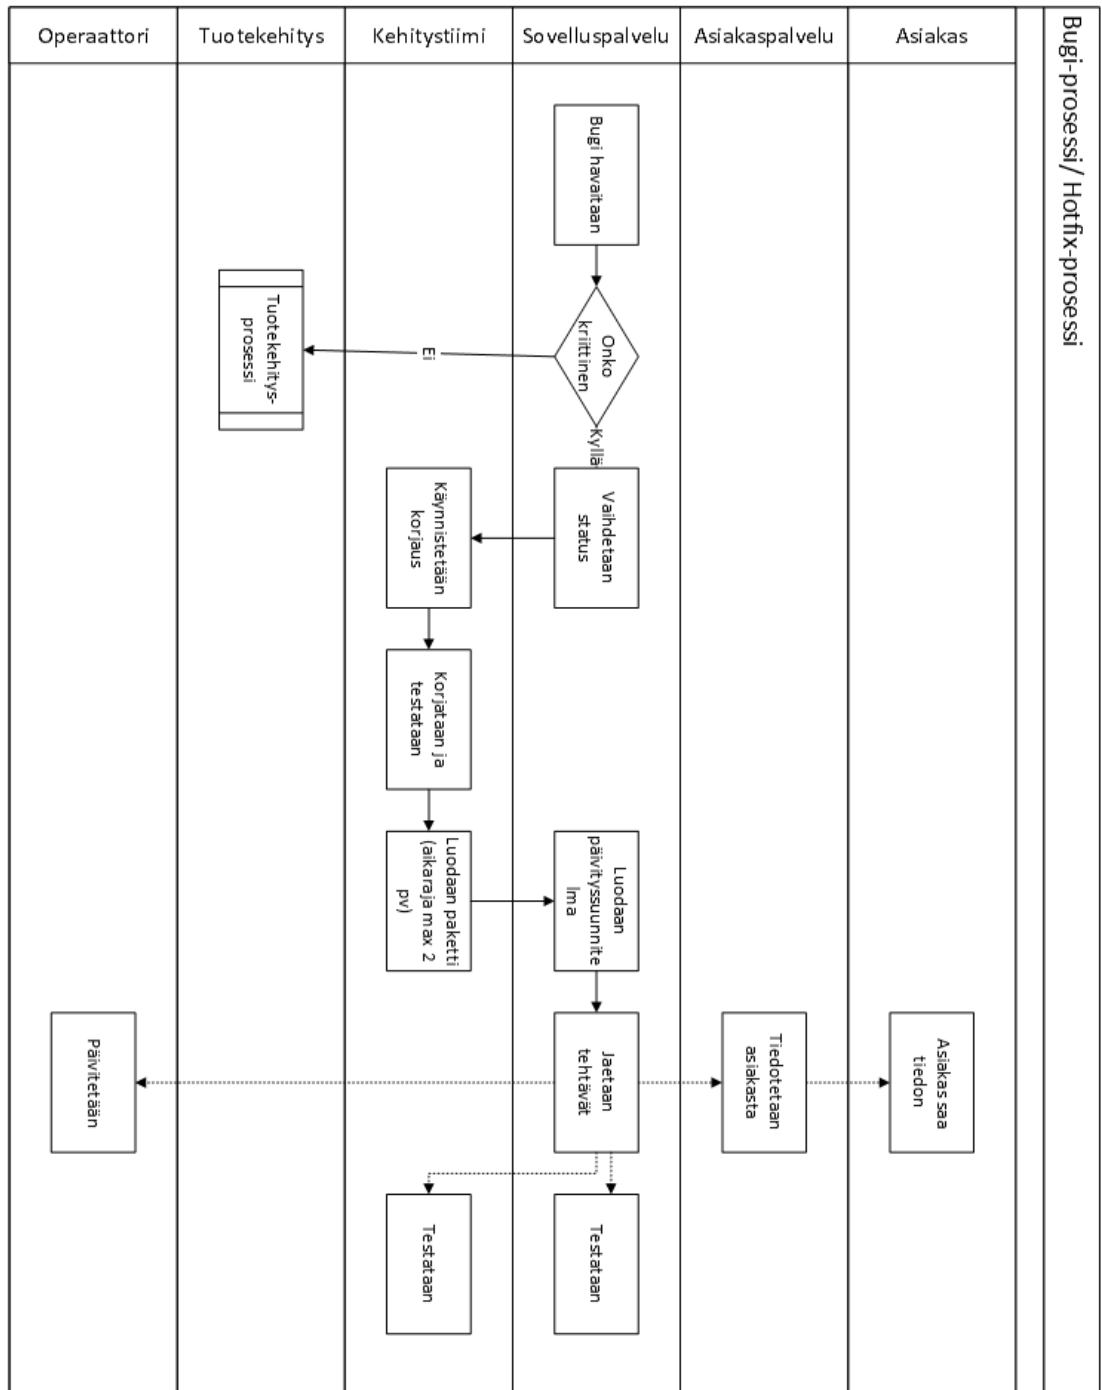 Bugi-prosessi/ Hotfix-prosessi
Operaattori
Tuotekehitys
Kehitystiimi
Sovelluspalvelu
Asiakaspalvelu
Asiakas
Bugi havaitaan
Onko
kriittinen
Ei
Tuotekehitys-
prosessi
Kyllä
Vaihdetaan
status
Käynnistetään
korjaus
Korjataan ja
testataan
Luodaan paketti
(aikaraja max 2
pv)
Luodaan
päivityssuunnite
lma
Jaetaan
tehtävät
Tiedotetaan
asiakasta
Asiakas saa
tiedon
Päivitetään
Testataan
Testataan